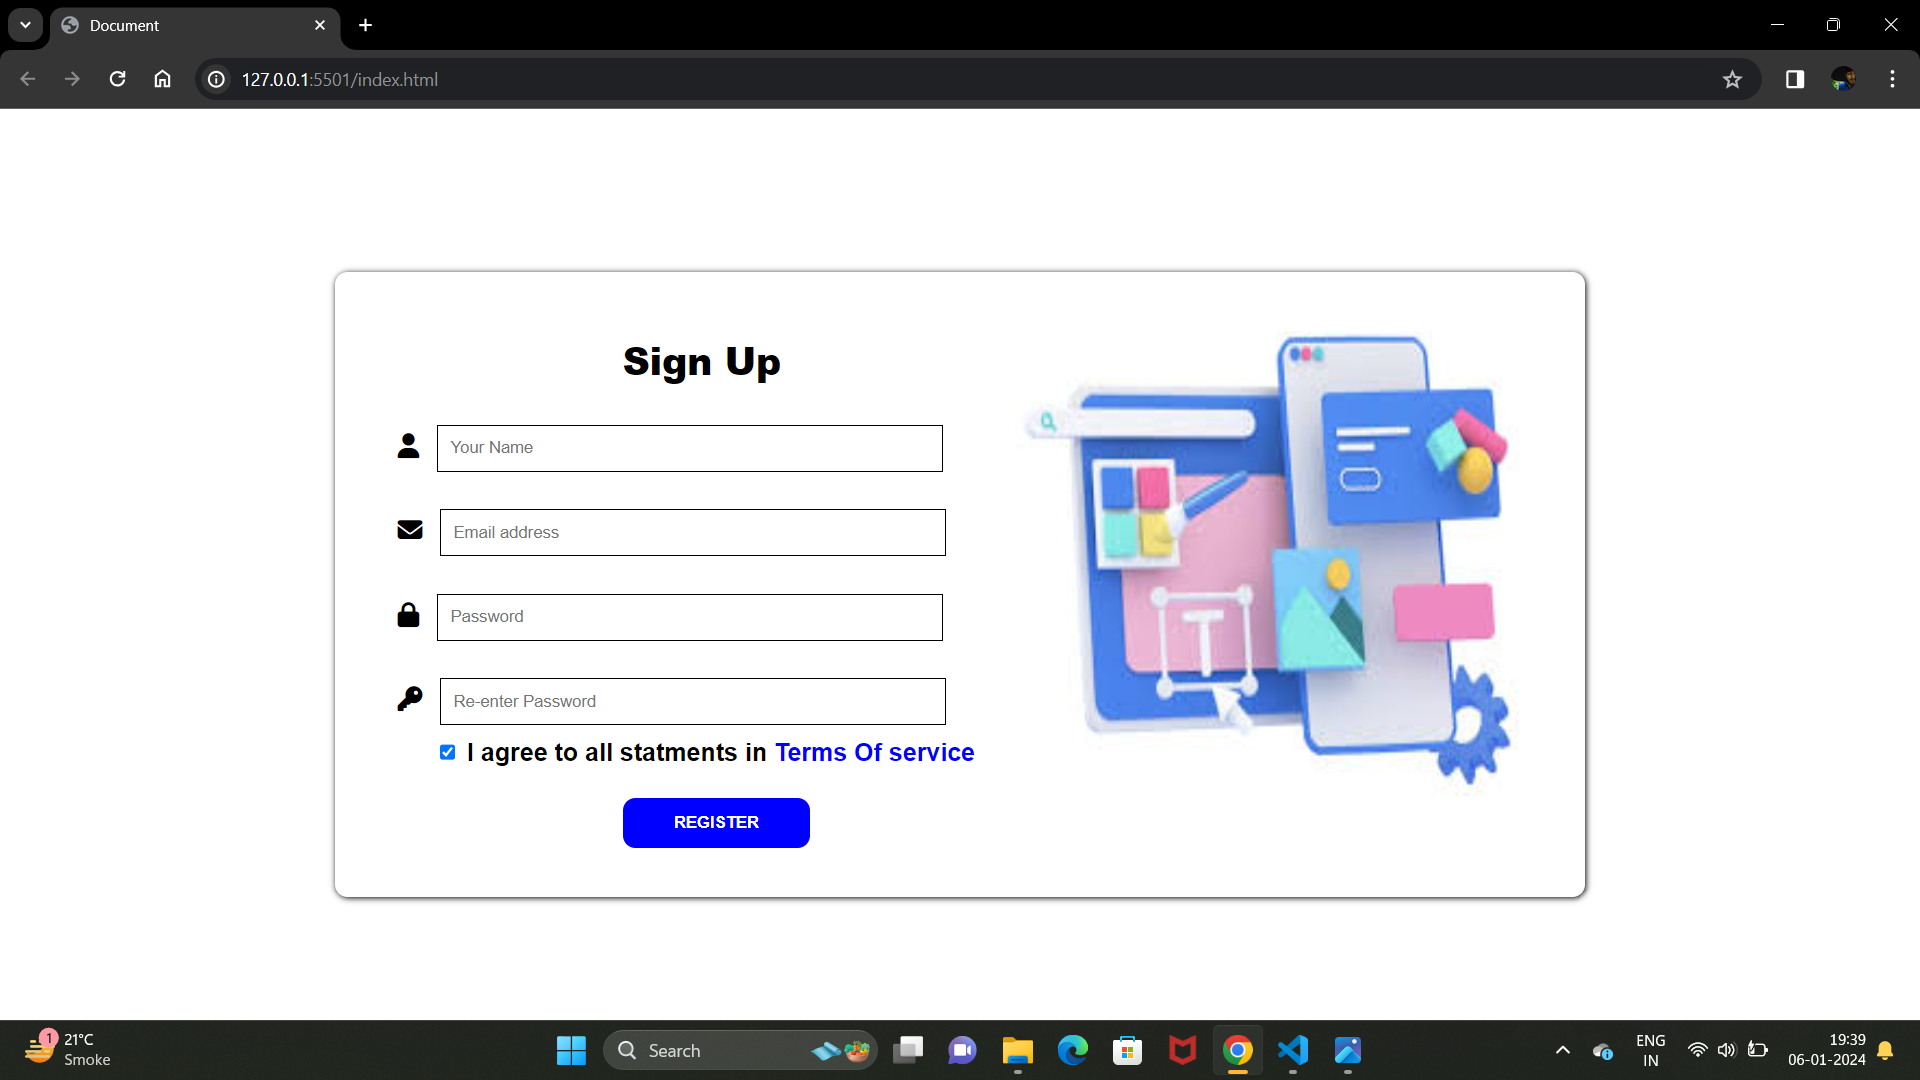 Document
127.0.0.1:5501/index.html
Sign Up
Your Name
Email address
Password
Re-enter Password
I agree to all statments in Terms Of service
REGISTER
T
1
21°C
Smoke
Search
ENG
IN
19:39
06-01-2024